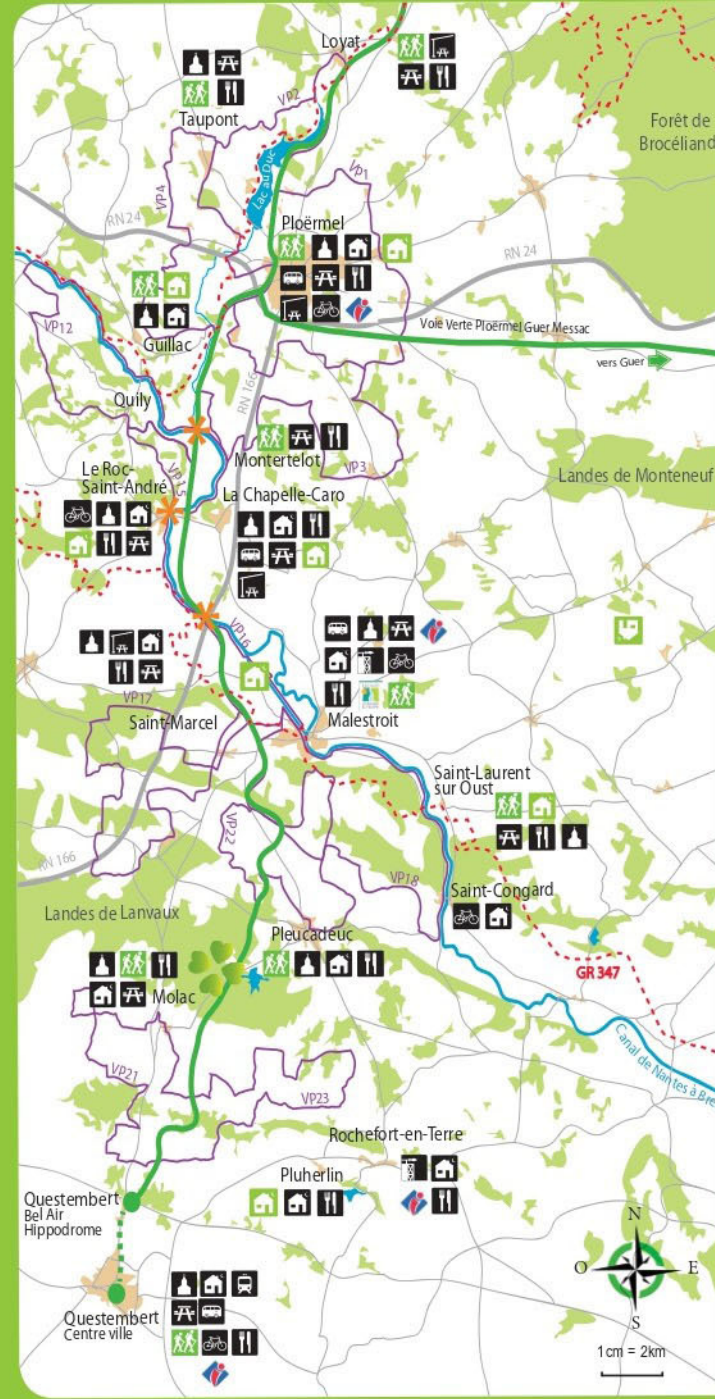 Loyat
VP2
Taupont
Forêt de
Brocéliand
Lac au Duc
VP1
VP4
Ploërmel
RN24
RN 24
Voie Verte Ploërmel Guer Messac
vers Guer
VP12
Guillac
RN 166
Quily
Montertelot
VP3
Le Roc-
Saint-André
VP15
La Chapelle-Caro
Landes de Monteneuf
VP16
VP17
Saint-Marcel
Malestroit
Saint-Laurent
sur Oust
VP22
VP18
RN 166
Saint-Congard
Landes de Lanvaux
Pleucadeuc
Molac
GR 347
Canal de Nantes à Bre
VP21
VP23
Rochefort-en-Terre
Pluherlin
Questembert
Bel Air
Hippodrome
N
O
E
S
Questembert
Centre ville
1cm = 2km